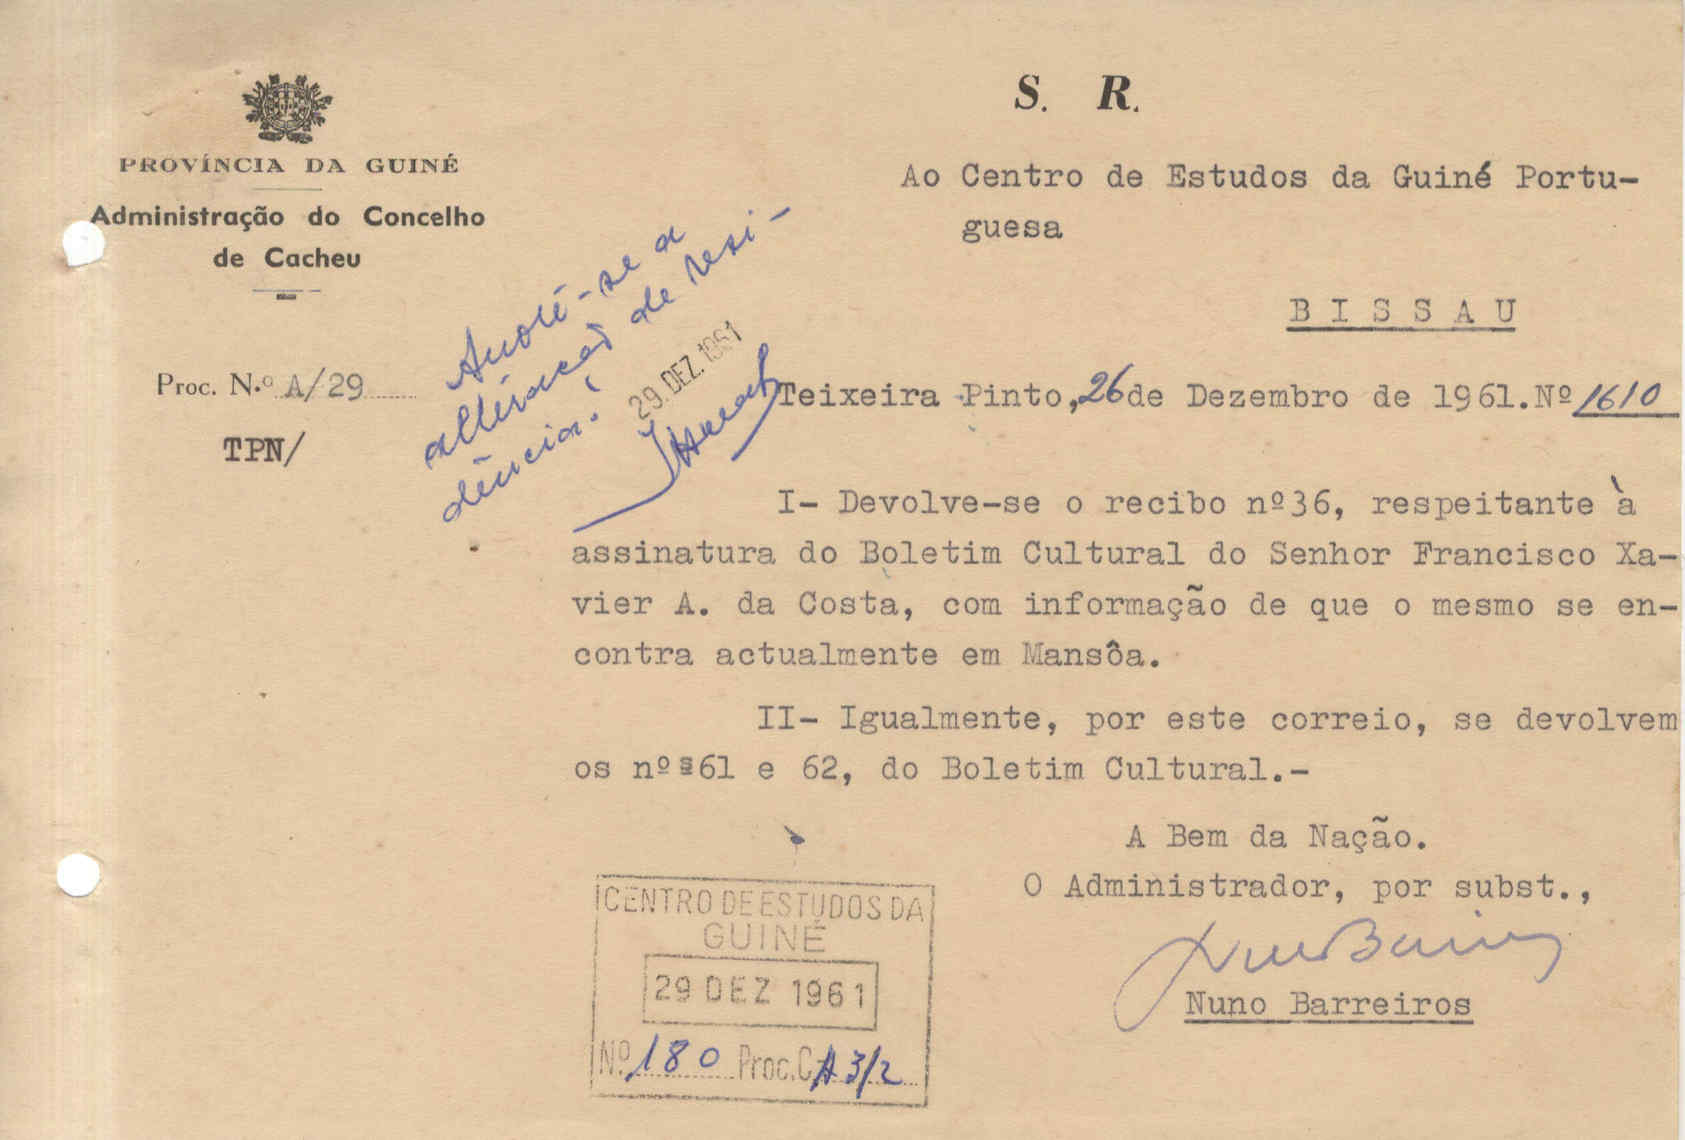 S. R.
PROVÍNCIA DA GUINÉ
Administração do Concelho
de Cacheu
Proc. N.º A/29
TPN/
Anote-se a
alteração de resi-
dência.
29. DEZ. 1961
Ao Centro de Estudos da Guiné Portu-
guesa
BISSAU
Teixeira Pinto, 26 de Dezembro de 1961. Nº 1610
I- Devolve-se o recibo nº36, respeitante à
assinatura do Boletim Cultural do Senhor Francisco Xa-
vier A. da Costa, com informação de que o mesmo se en-
contra actualmente em Mansôa.
II- Igualmente, por este correio, se devolvem
os nºs61 e 62, do Boletim Cultural.-
A Bem da Nação.
O Administrador, por subst.,
Nuno Barreiros
Nuno Barreiros
CENTRO DE ESTUDOS DA
GUINÉ
29 DEZ 1961
Nº 180 Proc. CA 3/2